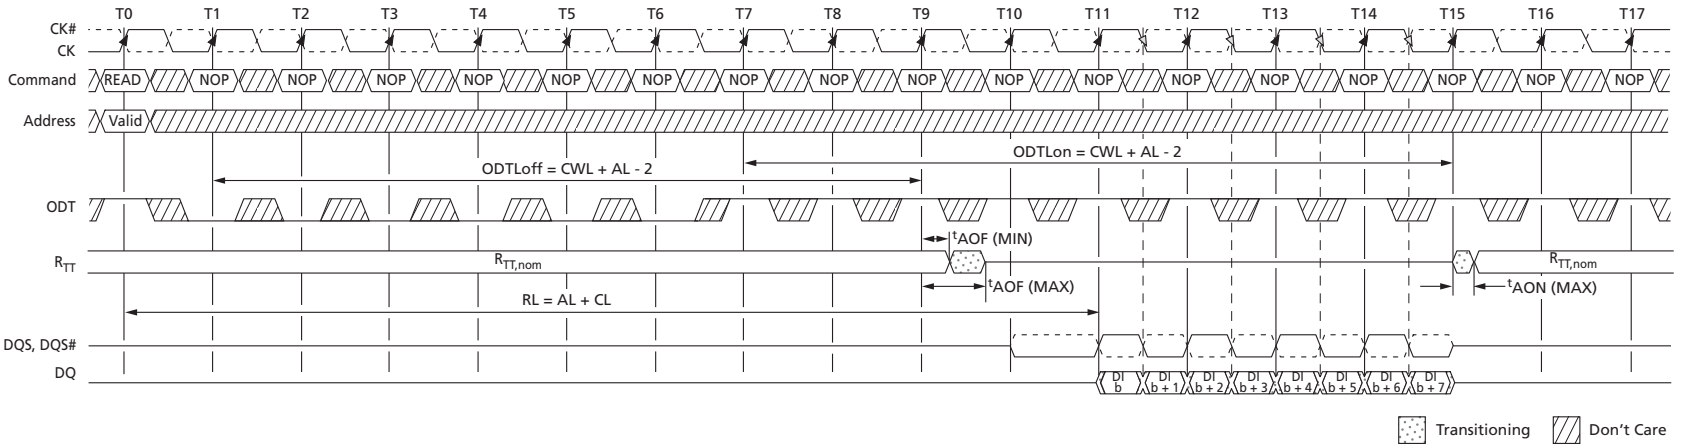 T0 T1 T2 T3 T4 T5 T6 T7 T8 T9 T10 T11 T12 T13 T14 T15 T16 T17
CK#
CK
Command READ NOP NOP NOP NOP NOP NOP NOP NOP NOP NOP NOP NOP NOP NOP NOP NOP NOP
Address Valid
ODTLon = CWL + AL - 2
ODTLoff = CWL + AL - 2
ODT
tAOF (MIN)
RTT RTT,nom RTT,nom
tAOF (MAX) tAON (MAX)
RL = AL + CL
DQS, DQS#
DQ
DI DI DI DI DI DI DI DI
b b + 1 b + 2 b + 3 b + 4 b + 5 b + 6 b + 7
Transitioning Don't Care